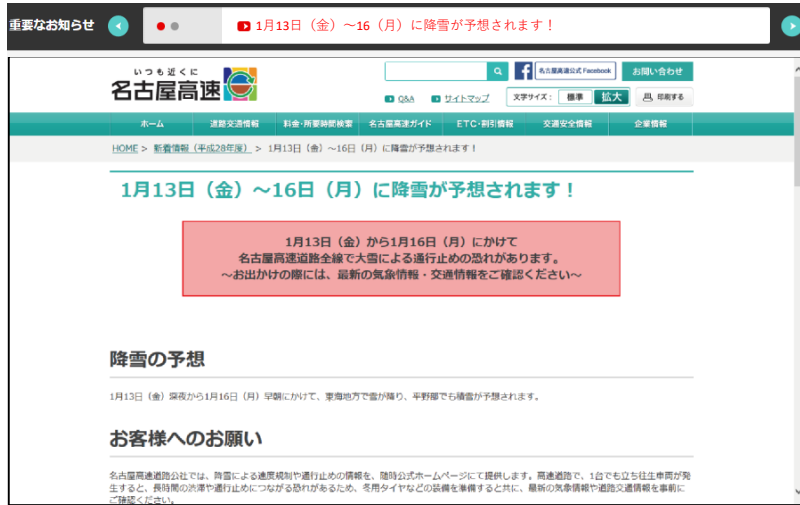 重要なお知らせ
1月13日（金）～16（月）に降雪が予想されます！
いつも近くに
名古屋高速
名古屋高速公式 Facebook
お問い合わせ
Q&A
サイトマップ
文字サイズ：
標準
拡大
印刷する
ホーム
道路交通情報
料金・所要時間検索
名古屋高速ガイド
ETC・割引情報
交通安全情報
企業情報
HOME > 新着情報（平成28年度） > 1月13日（金）～16日（月）に降雪が予想されます！
1月13日（金）～16日（月）に降雪が予想されます！
1月13日（金）から1月16日（月）にかけて
名古屋高速道路全線で大雪による通行止めの恐れがあります。
～お出かけの際には、最新の気象情報・交通情報をご確認ください～
降雪の予想
1月13日（金）深夜から1月16日（月）早朝にかけて、東海地方で雪が降り、平野部でも積雪が予想されます。
お客様へのお願い
名古屋高速道路公社では、降雪による速度規制や通行止めの情報を、随時公式ホームページにて提供します。高速道路で、1台でも立ち往生車両が発
生すると、長時間の渋滞や通行止めにつながる恐れがあるため、冬用タイヤなどの装備を準備すると共に、最新の気象情報や道路交通情報を事前に
ご確認ください。